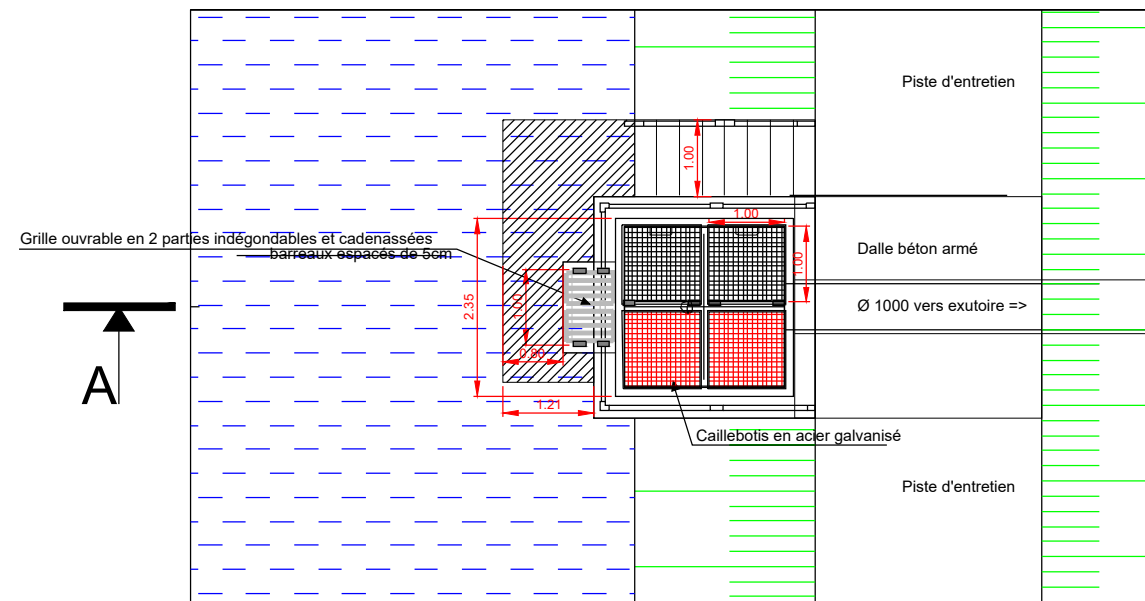 Piste d'entretien
1.00
1.00
Grille ouvrable en 2 parties indégondables et cadenassées
barreaux espacés de 5cm
1.00
Dalle béton armé
2.35
1.00
Ø 1000 vers exutoire =>
0.80
A
1.21
Caillebotis en acier galvanisé
Piste d'entretien